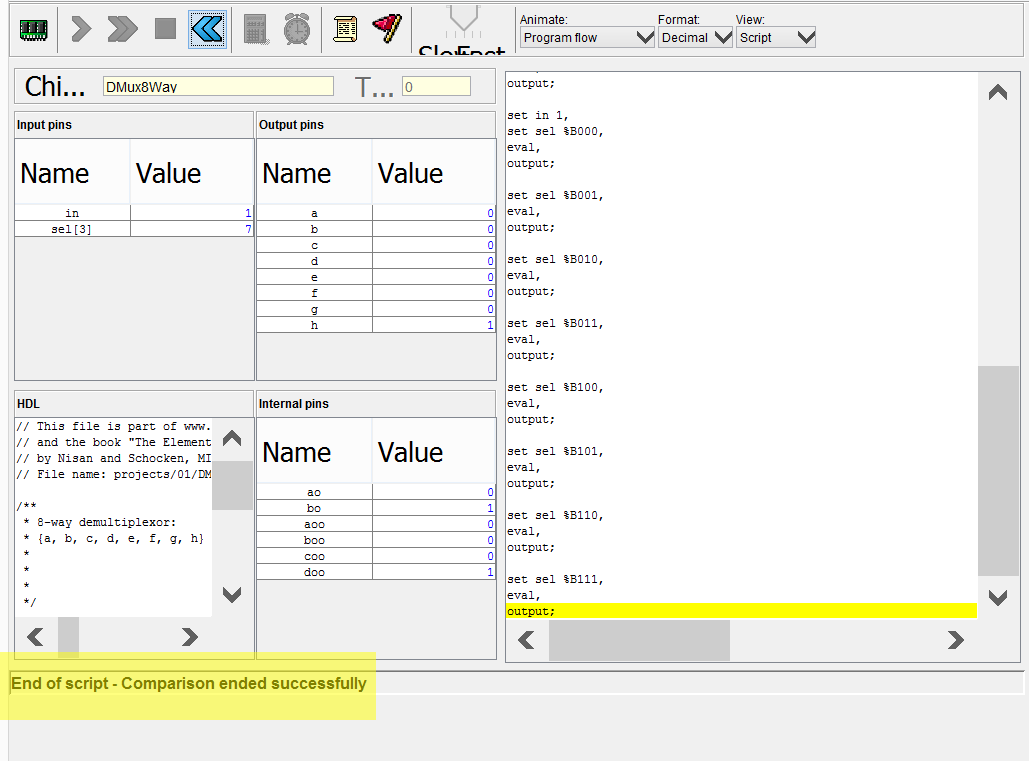 Animate:
Format:
View:
Program flow
Decimal
Script
Chi...
DMux8Way
T...
0
Input pins
Name Value
in 1
sel[3] 7
Output pins
Name Value
a 0
b 0
c 0
d 0
e 0
f 0
g 0
h 1
HDL
// This file is part of www.
// and the book "The Element
// by Nisan and Schocken, MI
// File name: projects/01/DM
/**
* 8-way demultiplexor:
* {a, b, c, d, e, f, g, h}
*
*
*
*/
Internal pins
Name Value
ao 0
bo 1
aoo 0
boo 0
coo 0
doo 1
output;
set in 1,
set sel %B000,
eval,
output;
set sel %B001,
eval,
output;
set sel %B010,
eval,
output;
set sel %B011,
eval,
output;
set sel %B100,
eval,
output;
set sel %B101,
eval,
output;
set sel %B110,
eval,
output;
set sel %B111,
eval,
output;
End of script - Comparison ended successfully